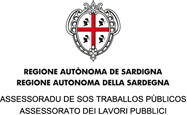 REGIONE AUTÒNOMA DE SARDIGNA
REGIONE AUTONOMA DELLA SARDEGNA
ASSESSORADU DE SOS TRABALLOS PÙBLICOS
ASSESSORATO DEI LAVORI PUBBLICI